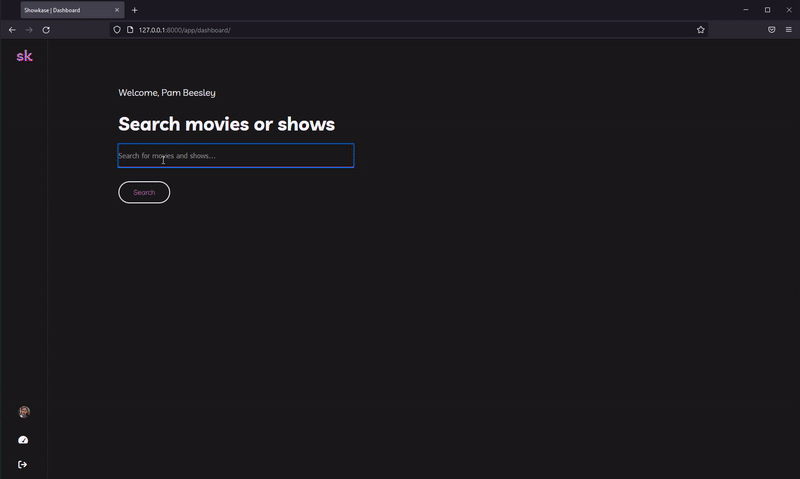 Showkase | Dashboard
127.0.0.1:8000/app/dashboard/
sk
Welcome, Pam Beesley
Search movies or shows
Search for movies and shows...
Search